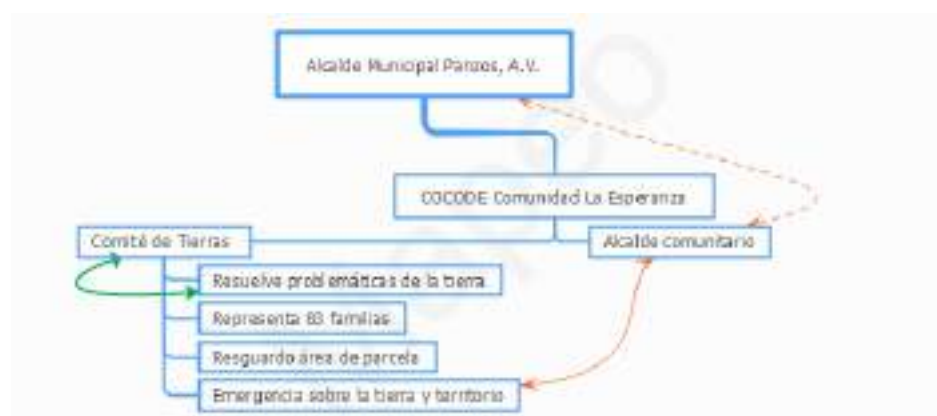 Alcalde Municipal Panzos, A.V.
COCODE Comunidad La Esperanza
Comité de Tierras
Alcalde comunitario
Resuelve problemáticas de la tierra
Representa 83 familias
Resguardo área de parcela
Emergencia sobre la tierra y territorio